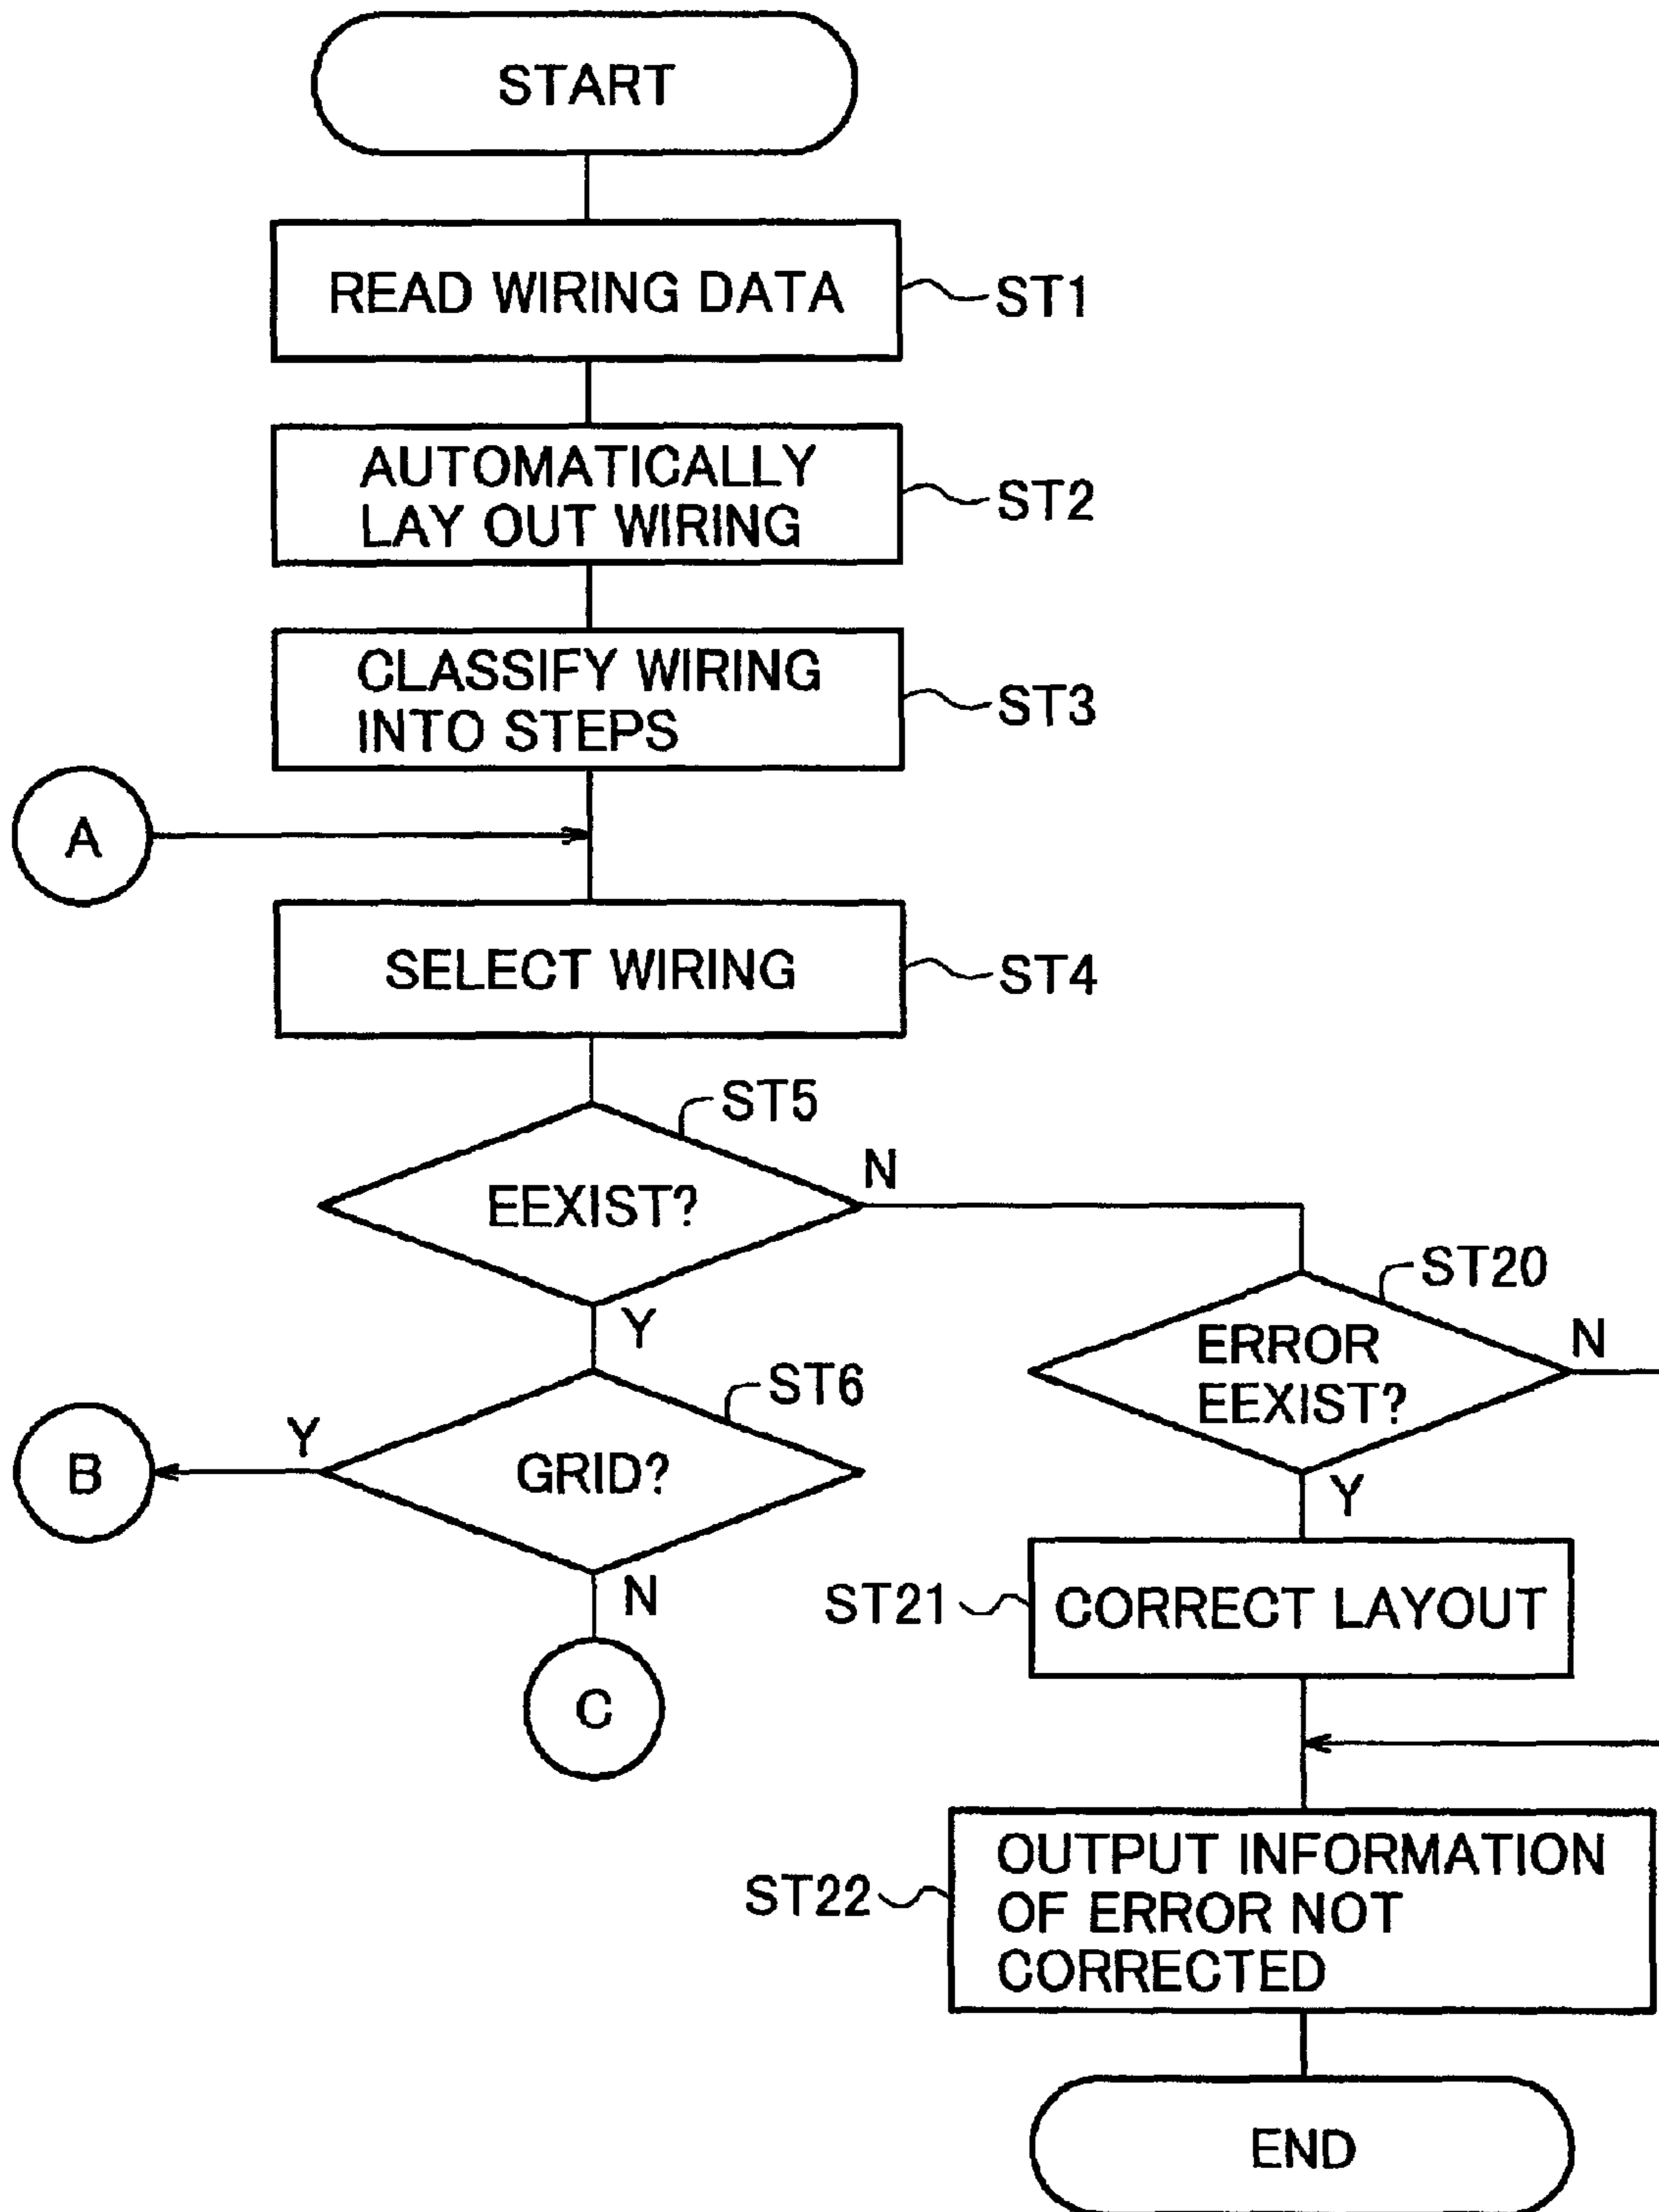 START
READ WIRING DATA
ST1
AUTOMATICALLY
LAY OUT WIRING
ST2
CLASSIFY WIRING
INTO STEPS
ST3
A
SELECT WIRING
ST4
ST5
EEXIST?
N
Y
ST20
ERROR
EEXIST?
N
Y
ST6
GRID?
Y
B
N
C
ST21
CORRECT LAYOUT
ST22
OUTPUT INFORMATION
OF ERROR NOT
CORRECTED
END